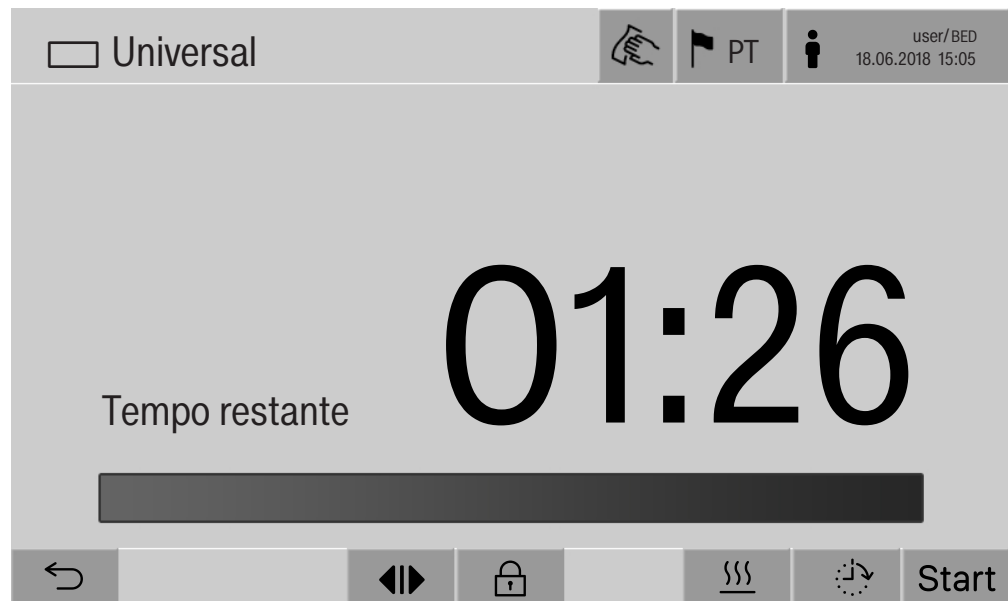 Universal
PT
user/BED
18.06.2018 15:05
01:26
Tempo restante
Start